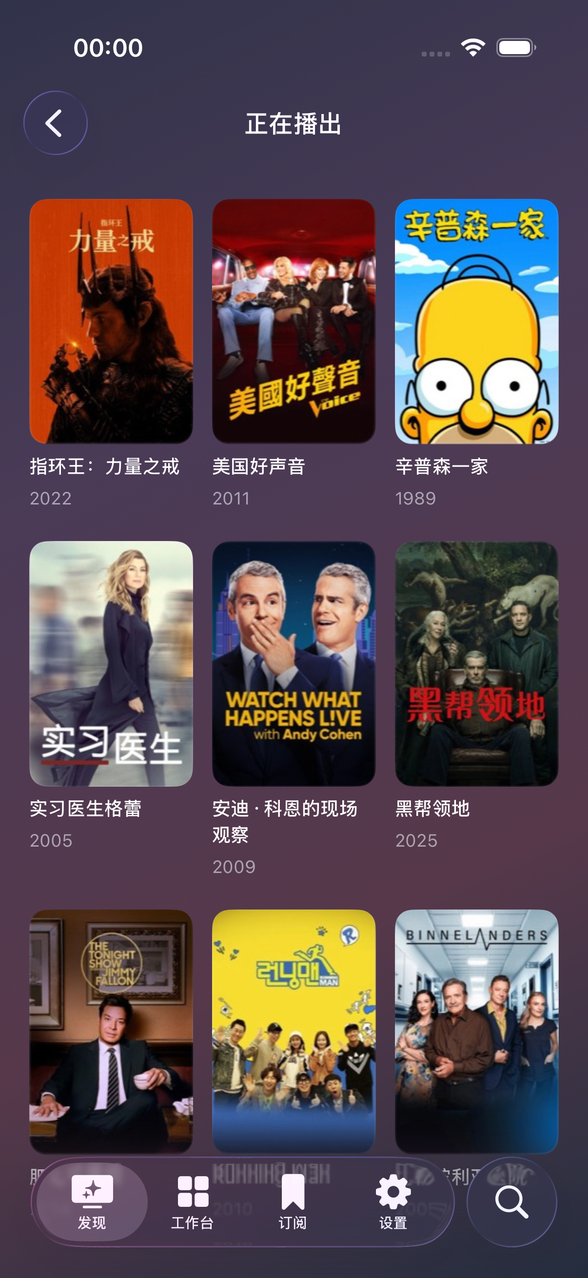 00:00
正在播出
指环王
力量之戒
美國好聲音
The Voice
辛普森一家
指环王：力量之戒
美国好声音
辛普森一家
2022
2011
1989
实习医生
WATCH WHAT
HAPPENS L!VE
with Andy Cohen
黑帮领地
实习医生格蕾
安迪 · 科恩的现场
观察
黑帮领地
2005
2009
2025
THE
TONIGHT
SHOW
JIMMY
FALLON
R
런닝맨
MAN
BINNELANDERS
2010
发现
工作台
订阅
设置